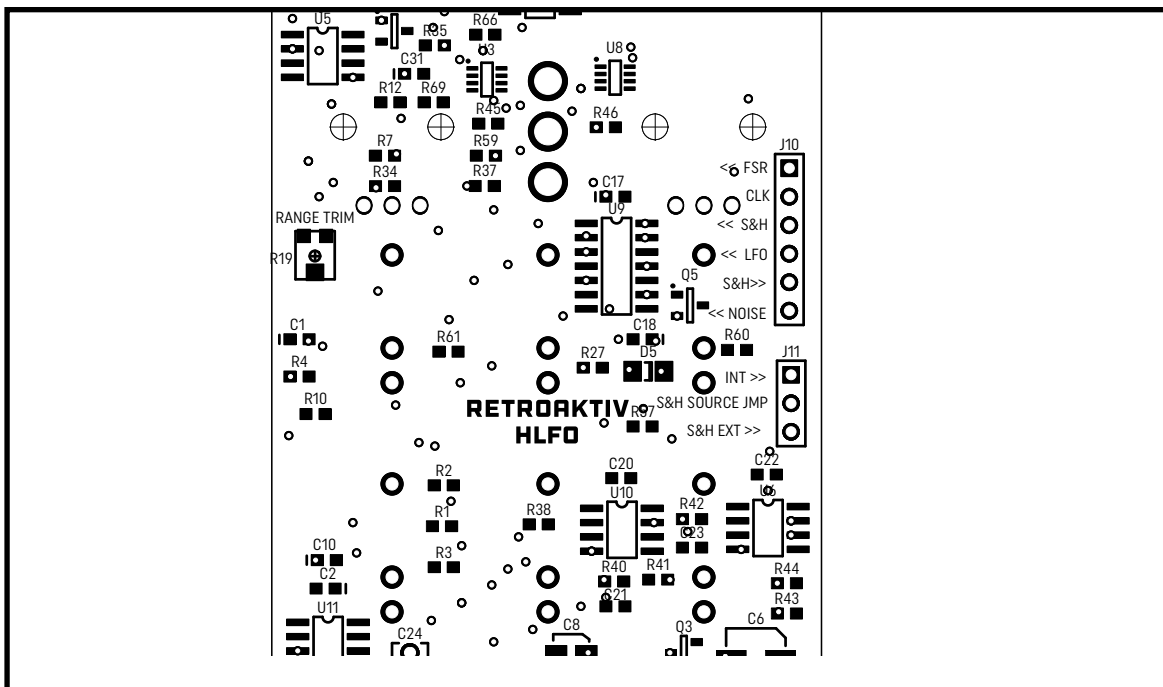 U5
R66
R35
U3
U8
C31
R12
R69
R45
R46
R7
R59
J10
R34
R37
<< FSR
C17
CLK
U9
RANGE TRIM
<< S&H
R19
<< LFO
Q5
S&H>>
<< NOISE
C1
R61
C18
R60
R27
D5
J11
R4
INT >>
R10
RETROAKTIV
HLFO
S&H SOURCE JMP
S&H EXT >>
R2
C20
C22
U10
U6
R1
R38
R42
C10
R3
C23
C2
R40
R41
R44
U11
C21
R43
C24
C8
Q3
C6